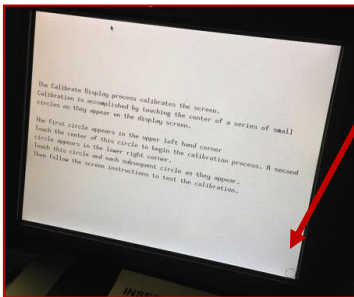 The Calibrate Display process calibrates the screen.
Calibration is accomplished by touching the center of a series of small
circles as they appear on the display screen.
The first circle appears in the upper left hand corner
Touch the center of this circle to begin the calibration process. A second
circle appears in the lower right corner.
Touch this circle and each subsequent circle as they appear.
Then follow the screen instructions to test the calibration.